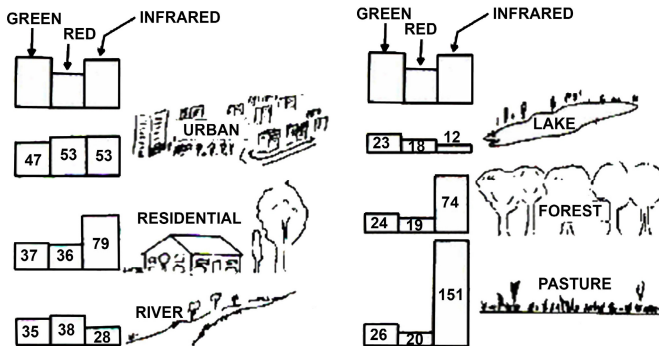 GREEN
RED
INFRARED
URBAN
47 53 53
RESIDENTIAL
37 36 79
RIVER
35 38 28
GREEN
RED
INFRARED
LAKE
23 18 12
FOREST
24 19 74
PASTURE
26 20 151